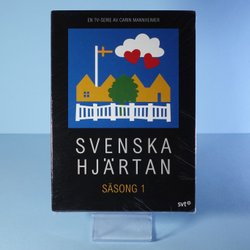 EN TV-SERIE AV CARIN MANNHEIMER
SVENSKA
HJÄRTAN
SÄSONG 1
svt